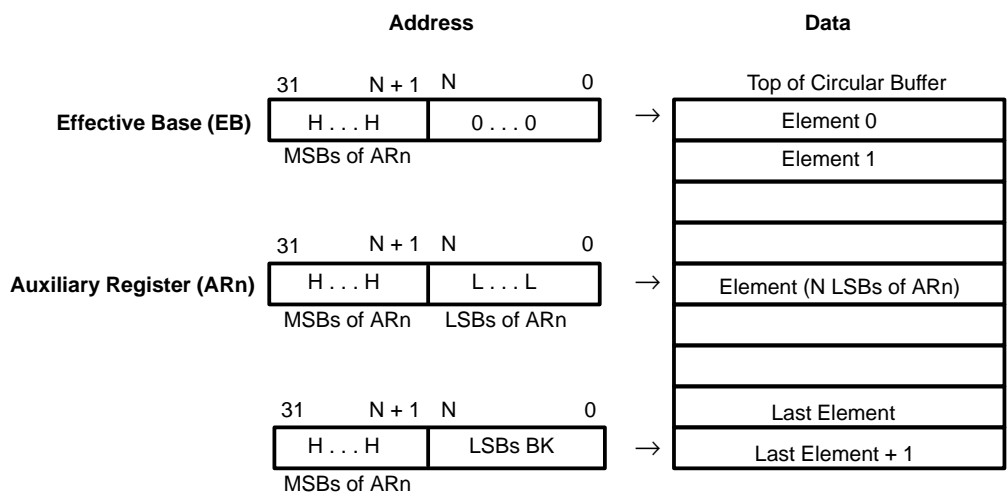 Address Data
31 N + 1 N 0 Top of Circular Buffer
Effective Base (EB) H . . . H 0 . . . 0 → Element 0
MSBs of ARn Element 1
31 N + 1 N 0
Auxiliary Register (ARn) H . . . H L . . . L → Element (N LSBs of ARn)
MSBs of ARn LSBs of ARn
31 N + 1 N 0 Last Element
H . . . H LSBs BK → Last Element + 1
MSBs of ARn